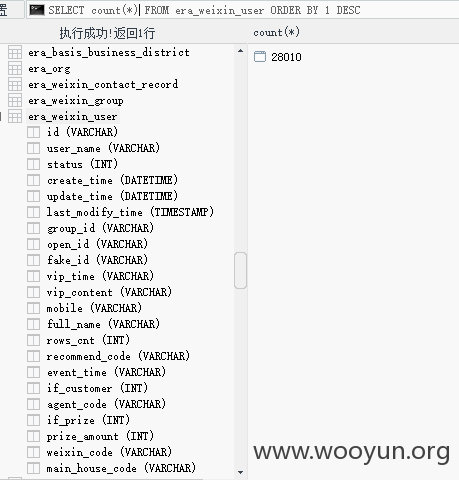 置 SELECT count(*) FROM era_weixin_user ORDER BY 1 DESC
执行成功!返回1行
count(*)
28010
era_basis_business_district
era_org
era_weixin_contact_record
era_weixin_group
era_weixin_user
id (VARCHAR)
user_name (VARCHAR)
status (INT)
create_time (DATETIME)
update_time (DATETIME)
last_modify_time (TIMESTAMP)
group_id (VARCHAR)
open_id (VARCHAR)
fake_id (VARCHAR)
vip_time (VARCHAR)
vip_content (VARCHAR)
mobile (VARCHAR)
full_name (VARCHAR)
rows_cnt (INT)
recommend_code (VARCHAR)
event_time (VARCHAR)
if_customer (INT)
agent_code (VARCHAR)
if_prize (INT)
prize_amount (INT)
weixin_code (VARCHAR)
main_house_code (VARCHAR)
www.wooyun.org